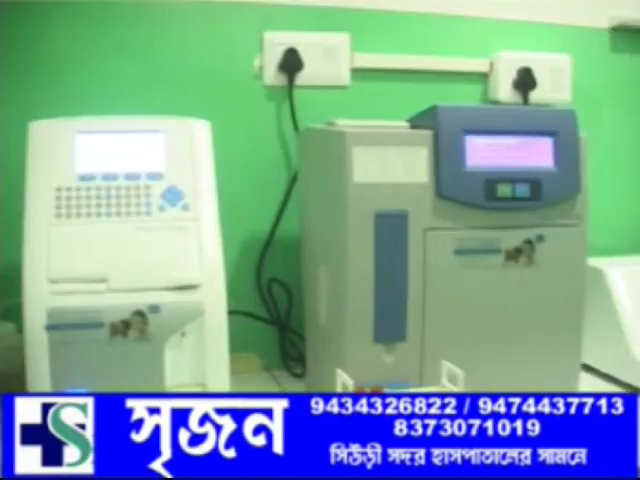 S
সৃজন
9434326822 / 9474437713
8373071019
সিউড়ী সদর হাসপাতালের সামনে